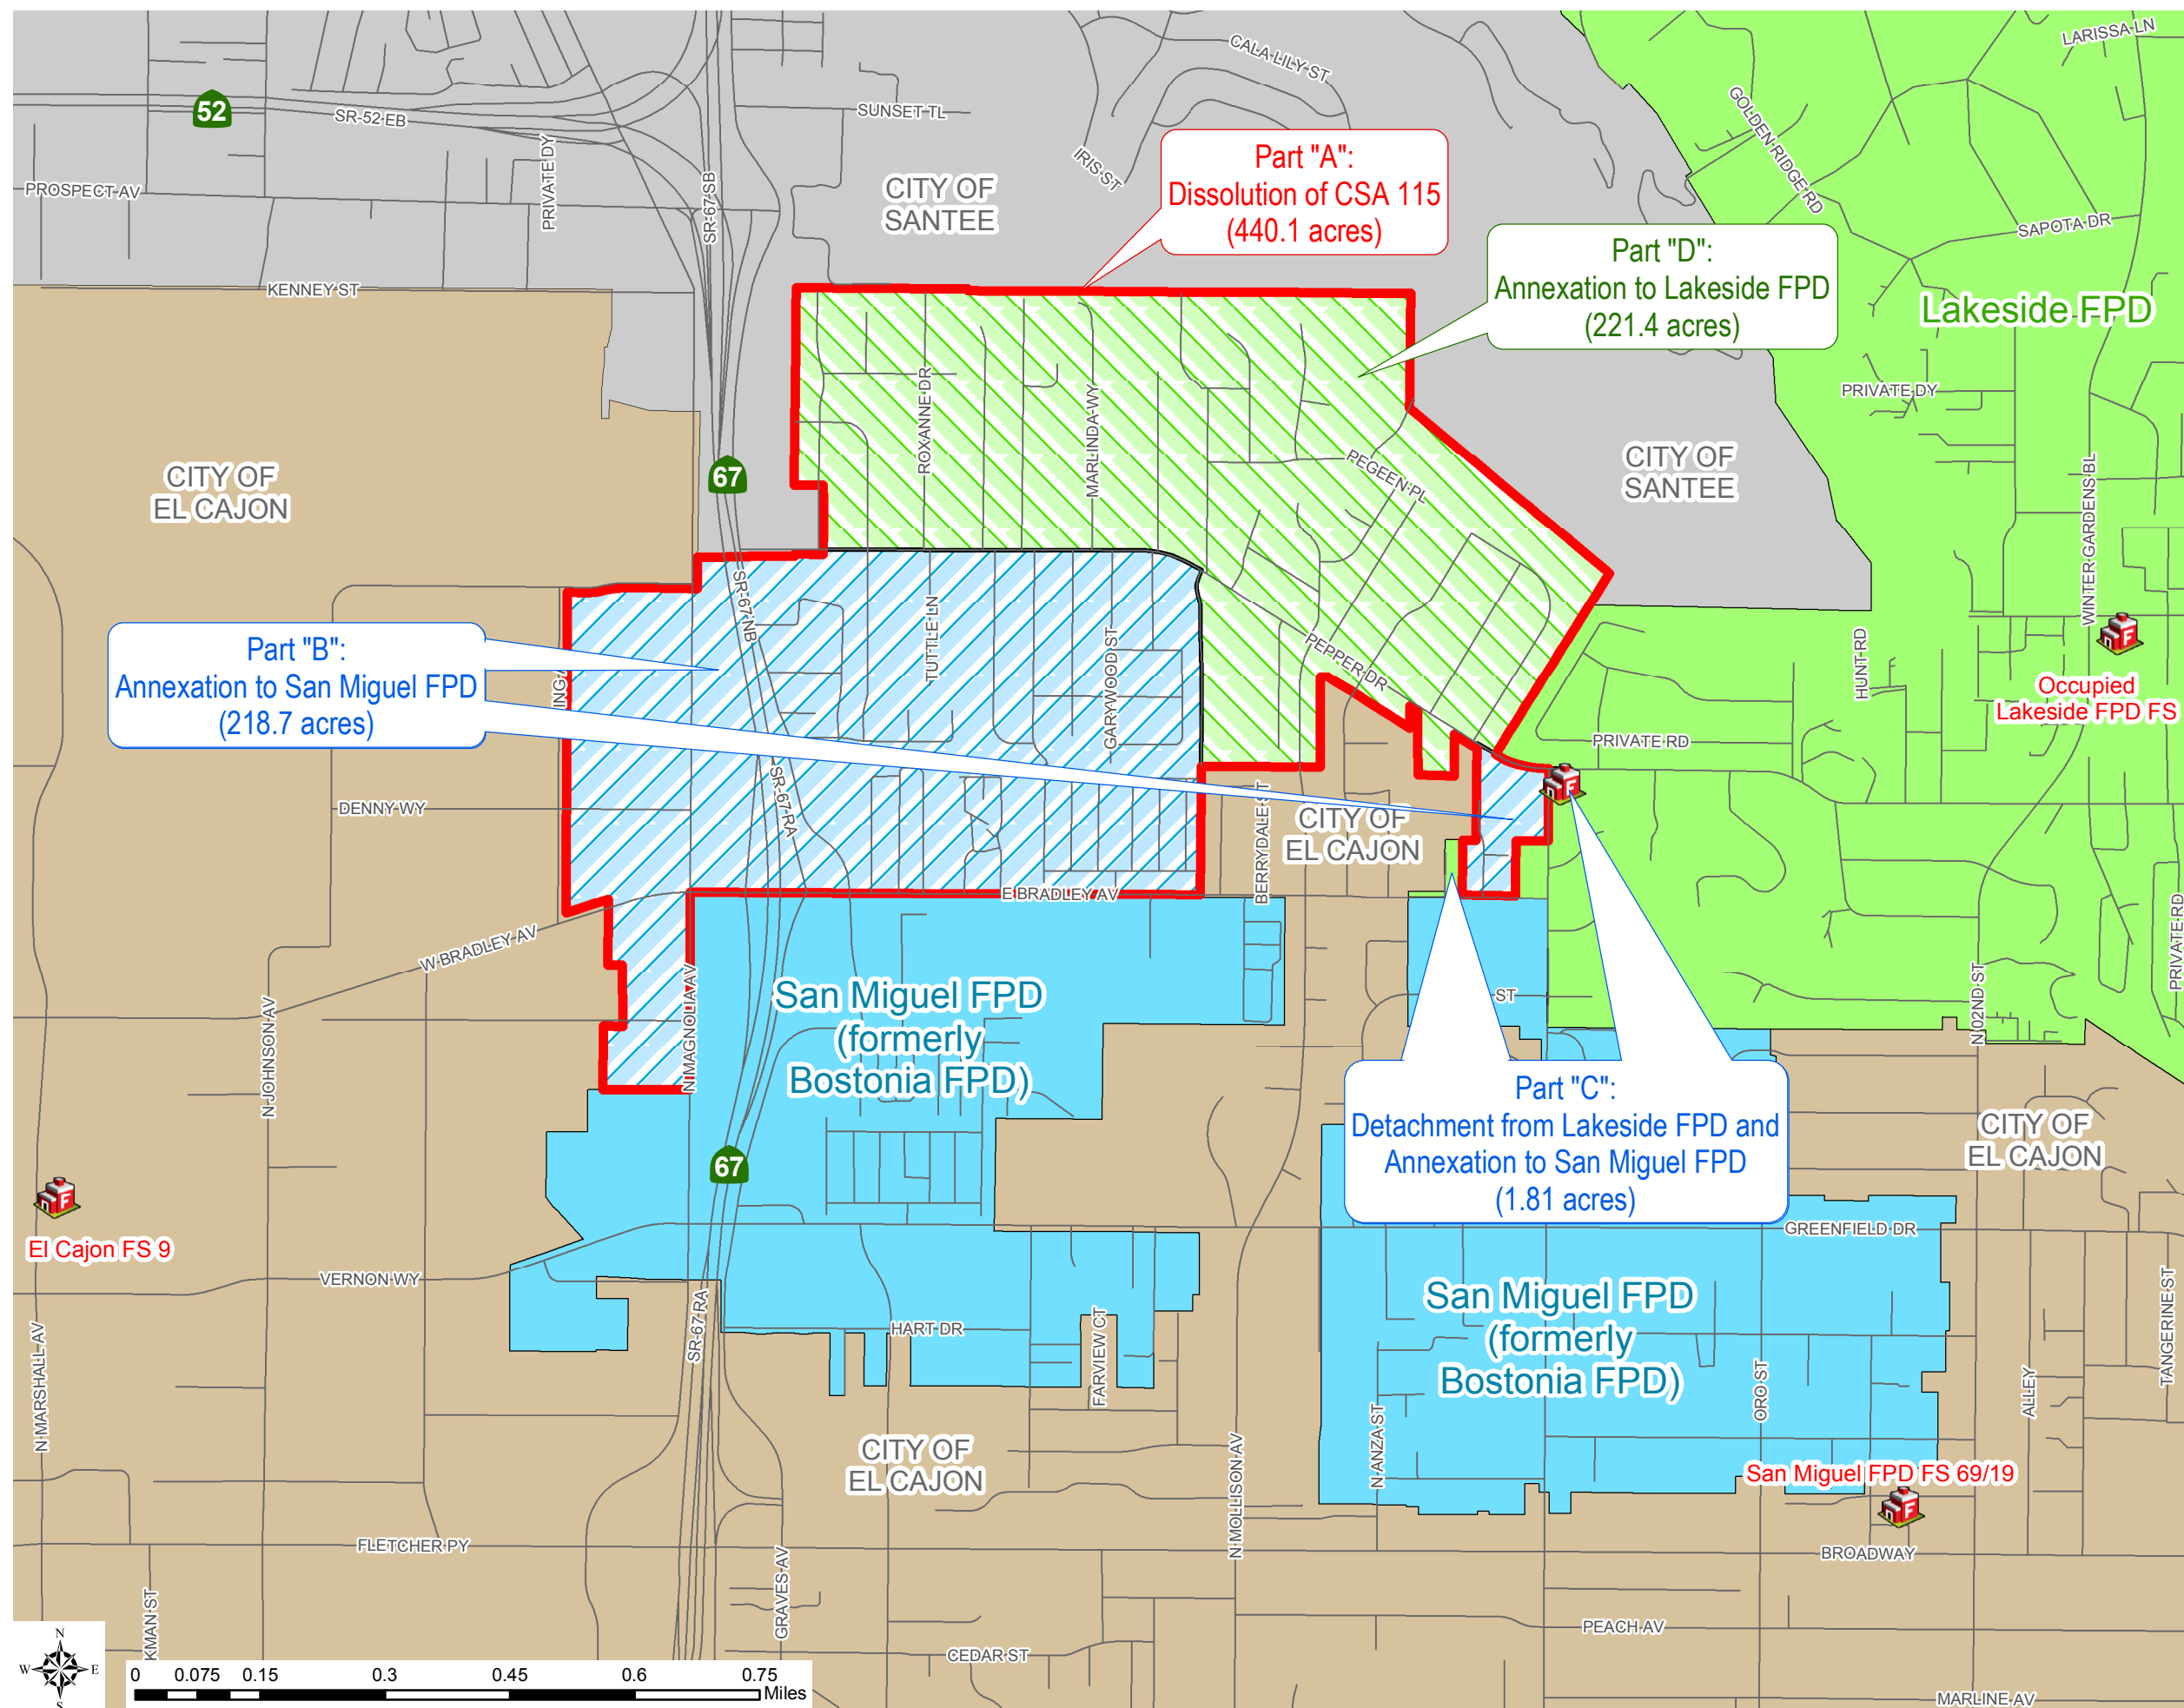 LARISSA LN
CALA LILY ST
52
SR-52 EB
SUNSET TL
GOLDEN RIDGE RD
IRIS ST
PROSPECT AV
PRIVATE DY
SR-67 SB
CITY OF
SANTEE
Part "A":
Dissolution of CSA 115
(440.1 acres)
SAPOTA DR
Part "D":
Annexation to Lakeside FPD
(221.4 acres)
KENNEY ST
Lakeside FPD
ROXANNE DR
MARLINDA WY
PRIVATE DY
CITY OF
EL CAJON
67
PEGEEN PL
CITY OF
SANTEE
WINTER GARDENS BL
SR-67 NB
TUTTLE LN
GARYWOOD ST
PEPPER DR
HUNT RD
Part "B":
Annexation to San Miguel FPD
(218.7 acres)
ING
F
Occupied
Lakeside FPD FS
PRIVATE RD
SR-67 RA
F
DENNY WY
BERRYDALE ST
CITY OF
EL CAJON
E BRADLEY AV
W BRADLEY AV
N JOHNSON AV
N MAGNOLIA AV
San Miguel FPD
(formerly
Bostonia FPD)
ST
N 02ND ST
PRIVATE RD
Part "C":
Detachment from Lakeside FPD and
Annexation to San Miguel FPD
(1.81 acres)
CITY OF
EL CAJON
67
F
El Cajon FS 9
GREENFIELD DR
VERNON WY
SR-67 RA
HART DR
FARVIEW CT
San Miguel FPD
(formerly
Bostonia FPD)
TANGERINE ST
N MARSHALL AV
N ANZA ST
ORO ST
ALLEY
CITY OF
EL CAJON
N MOLLISON AV
San Miguel FPD FS 69/19
F
FLETCHER PY
BROADWAY
KMAN ST
GRAVES AV
PEACH AV
CEDAR ST
MARLINE AV
N
W E
S
0 0.075 0.15 0.3 0.45 0.6 0.75
Miles